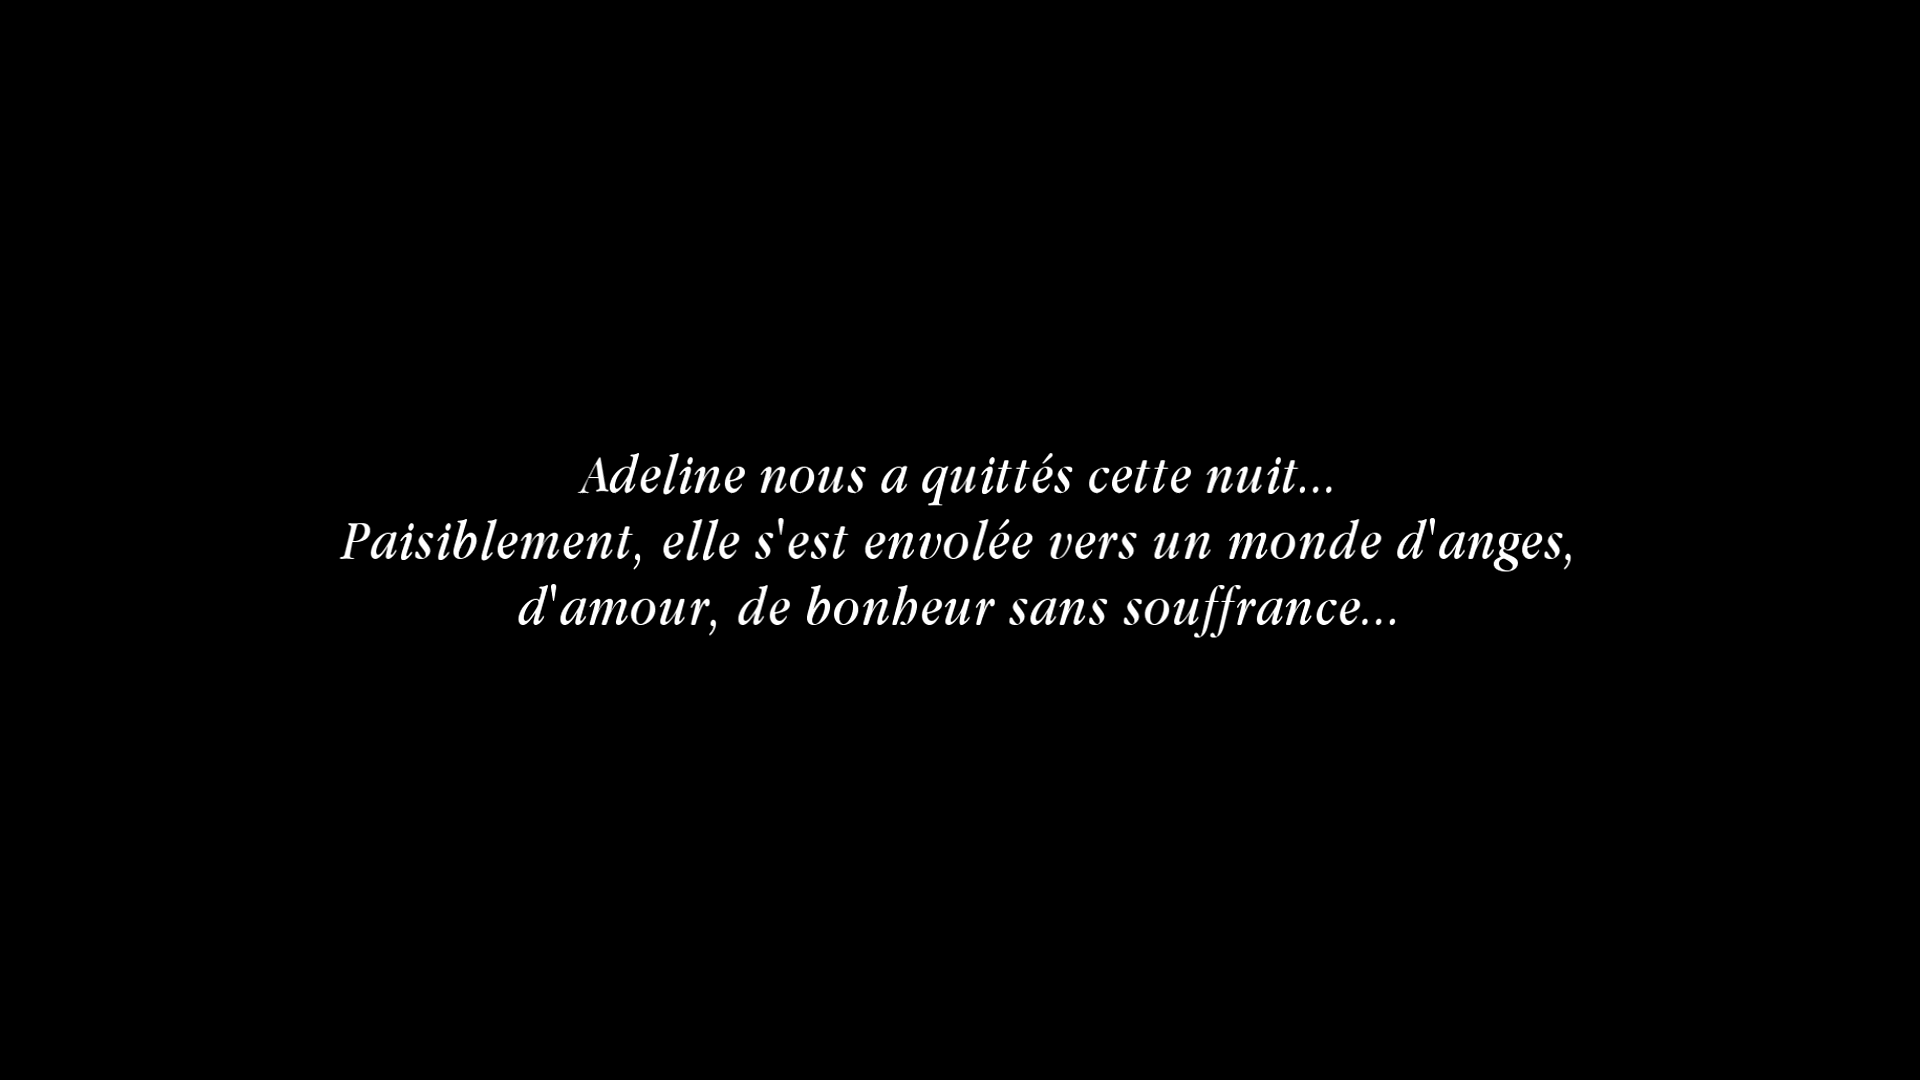 Adeline nous a quittés cette nuit...
Paisiblement, elle s'est envolée vers un monde d'anges,
d'amour, de bonheur sans souffrance...